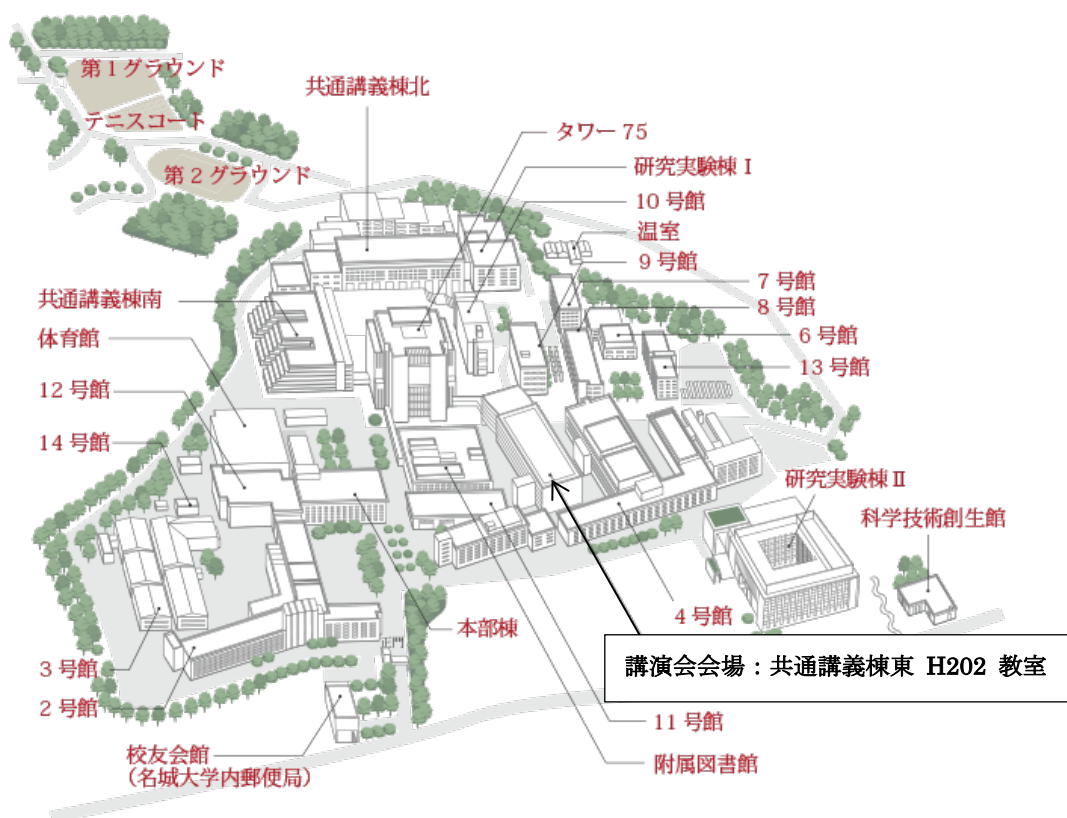 第1グラウンド
共通講義棟北
テニスコート
タワー75
第2グラウンド
研究実験棟Ⅰ
10号館
温室
9号館
共通講義棟南
7号館
8号館
体育館
6号館
13号館
12号館
14号館
研究実験棟Ⅱ
科学技術創生館
4号館
本部棟
講演会会場：共通講義棟東 H202 教室
3号館
2号館
11号館
校友会館
（名城大学内郵便局）
附属図書館